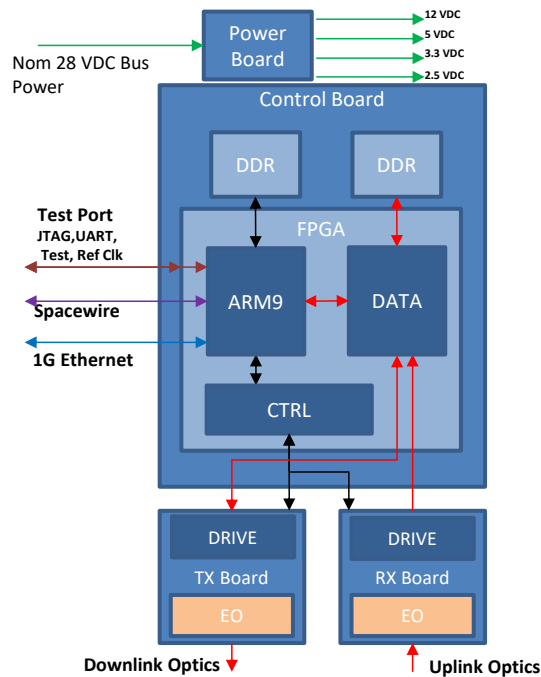 12 VDC
Power
Board
5 VDC
3.3 VDC
2.5 VDC
Nom 28 VDC Bus
Power
Control Board
DDR
DDR
FPGA
Test Port
JTAG,UART,
Test, Ref Clk
ARM9
DATA
Spacewire
1G Ethernet
CTRL
DRIVE
DRIVE
TX Board
RX Board
EO
EO
Downlink Optics
Uplink Optics